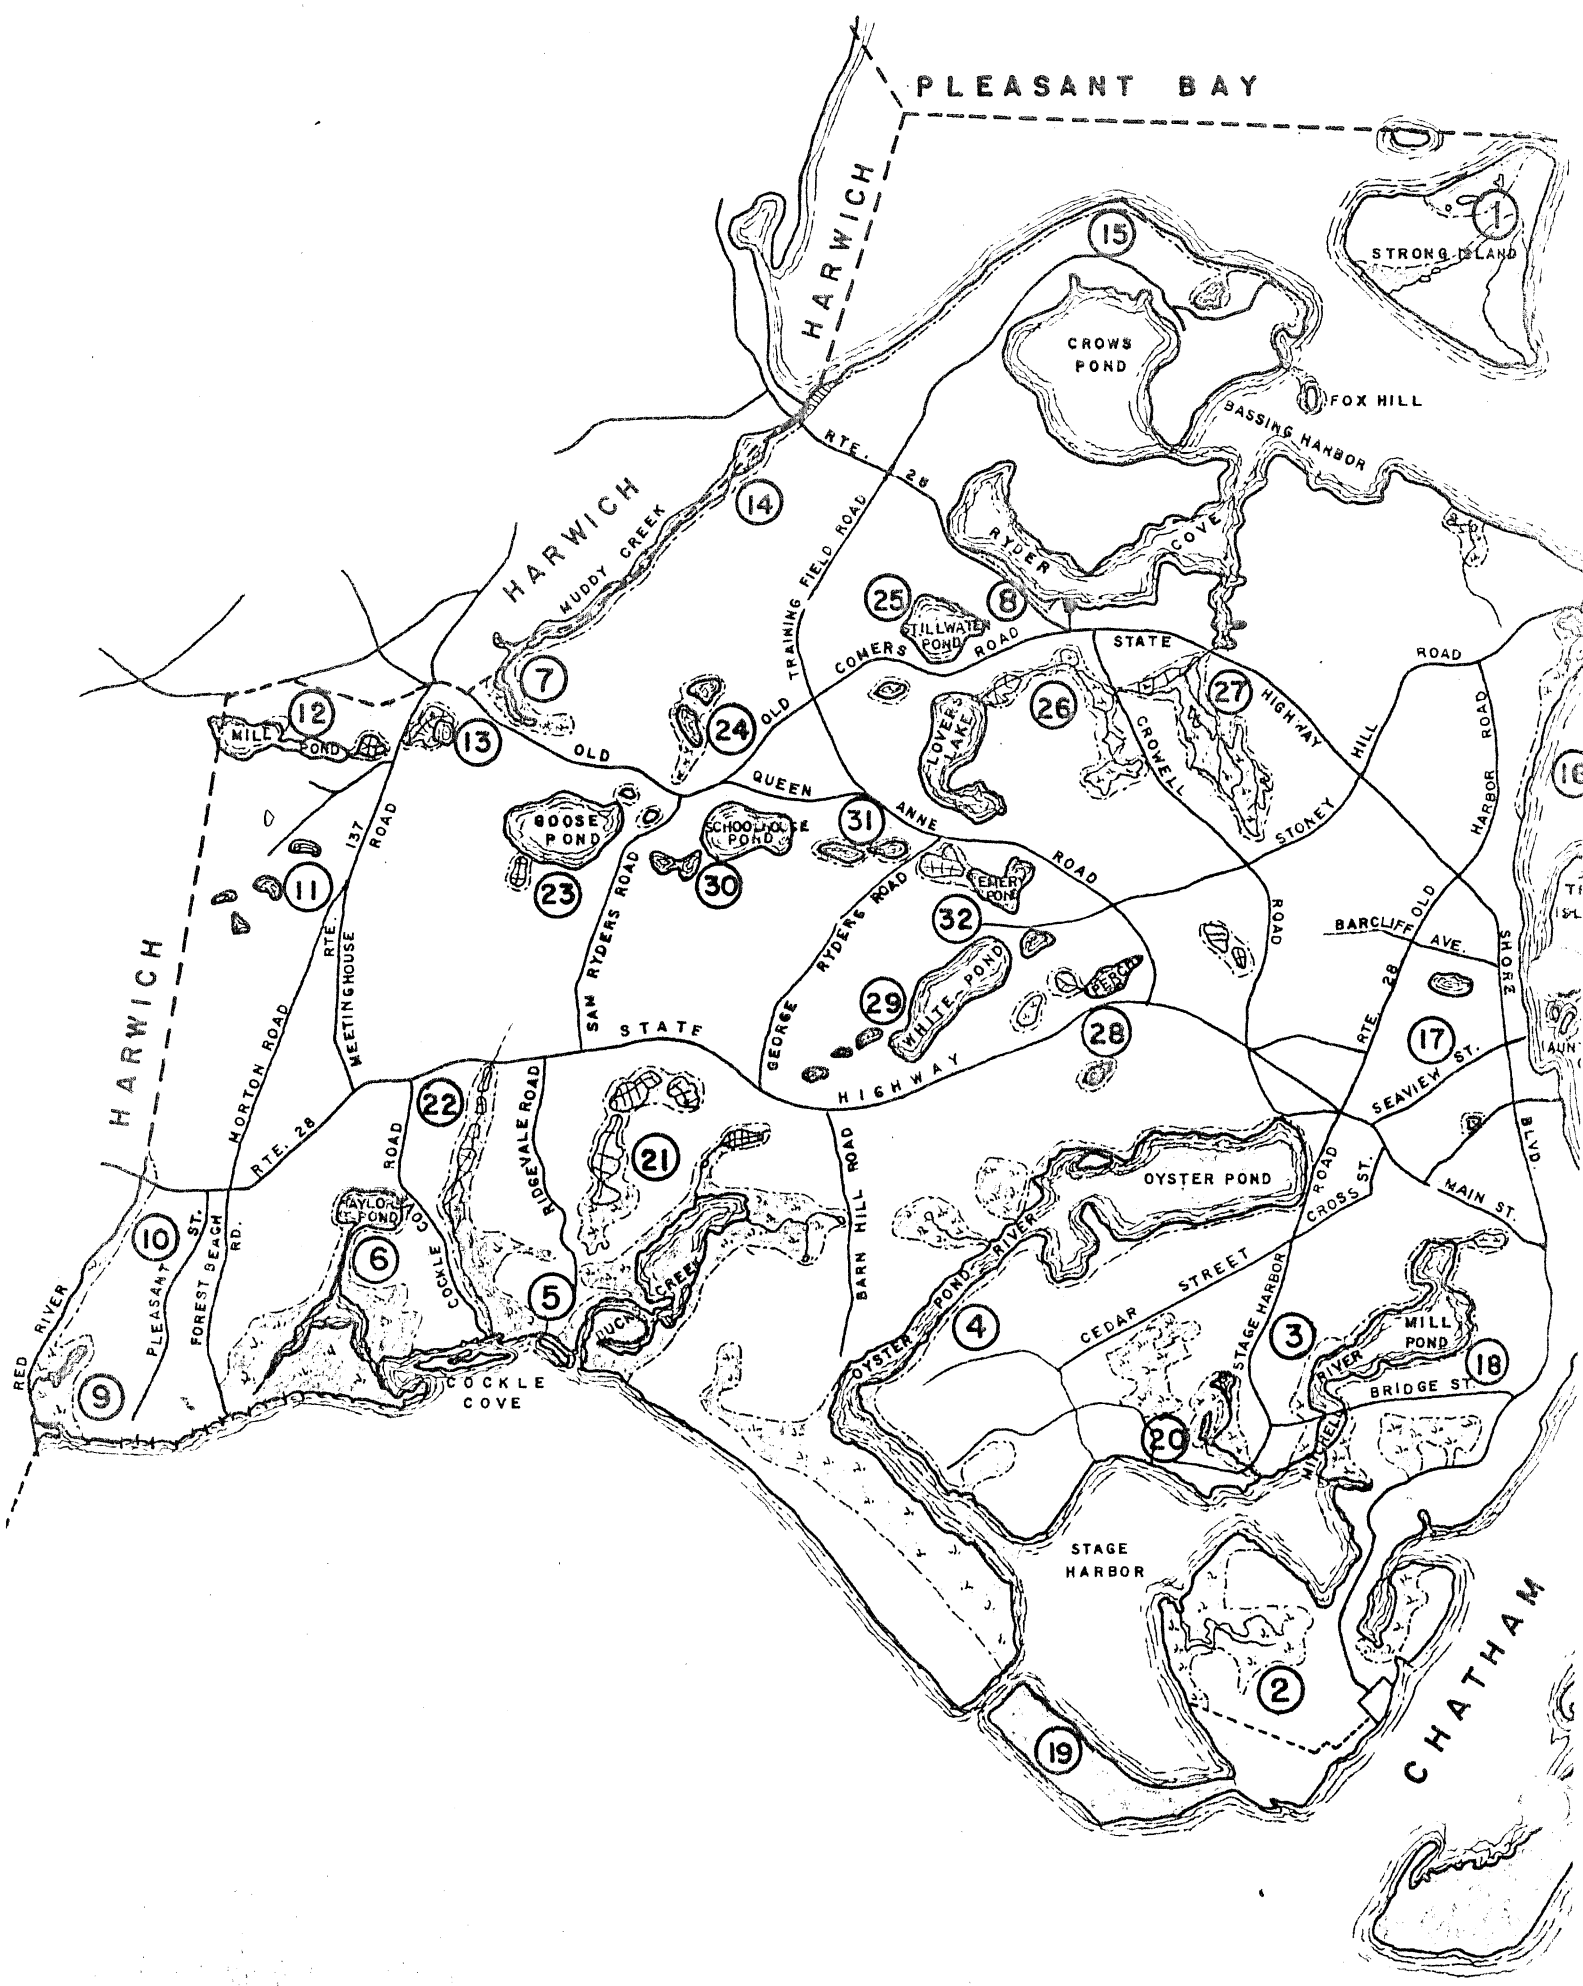 PLEASANT BAY
HARWICH
15
1
STRONG ISLAND
CROWS
POND
FOX HILL
BASSING HARBOR
RTE. 28
14
HARWICH
MUDDY CREEK
TRAINING FIELD ROAD
RYDER
COVE
25
8
STILLWATER
POND
OLD COMERS ROAD
STATE
HIGHWAY
7
12
MILL
POND
13
24
26
27
LOVERS
LAKE
CROWELL
ROAD
STONEY HILL ROAD
OLD HARBOR ROAD
OLD
QUEEN
ANNE
ROAD
16
GOOSE
POND
SCHOOLHOUSE
POND
31
RTE. 137
MEETINGHOUSE ROAD
11
23
30
SAM RYDERS ROAD
GEORGE RYDERS ROAD
EMERY
POND
32
BARCLIFF AVE.
SHORE
BLVD.
HARWICH
MORTON ROAD
29
WHITE POND
PERCH
28
RTE. 28
17
SEAVIEW ST.
STATE
HIGHWAY
22
RIDGEVALE ROAD
21
RTE. 28
COCKLE COVE
ROAD
BARN HILL ROAD
OYSTER POND
ROAD
CROSS ST.
MAIN ST.
TAYLORS
POND
10
6
5
PLEASANT ST.
FOREST BEACH
RD.
RED RIVER
9
BUCKS
CREEK
COCKLE
COVE
OYSTER POND RIVER
4
CEDAR STREET
STAGE HARBOR
3
MILL
POND
18
BRIDGE ST.
MITCHELL
RIVER
20
STAGE
HARBOR
2
19
CHATHAM